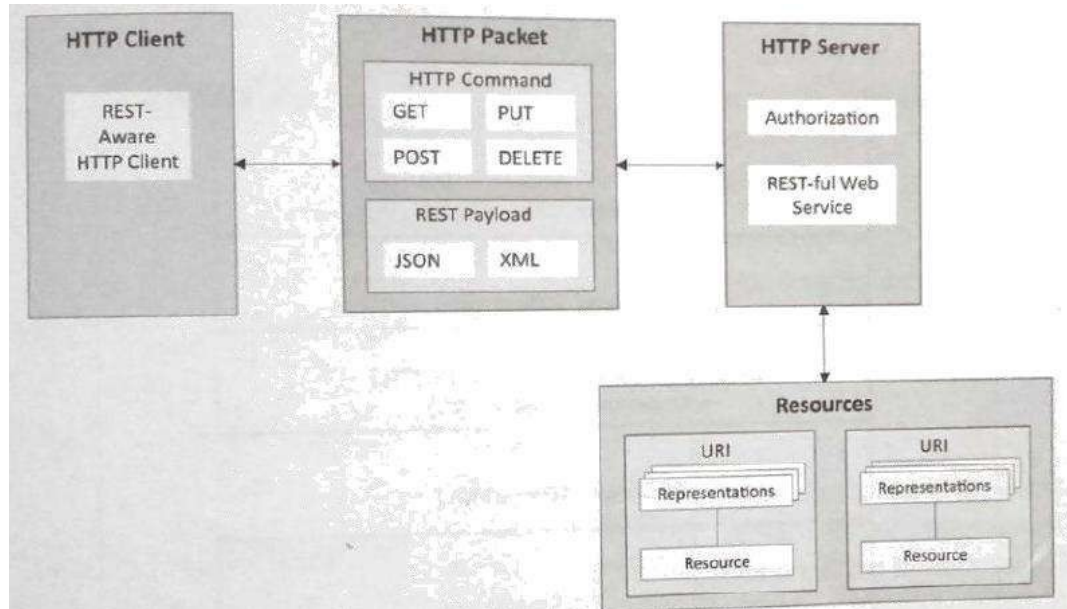 HTTP Client
REST-
Aware
HTTP Client
HTTP Packet
HTTP Command
GET
PUT
POST
DELETE
REST Payload
JSON
XML
HTTP Server
Authorization
REST-ful Web
Service
Resources
URI
Representations
Resource
URI
Representations
Resource